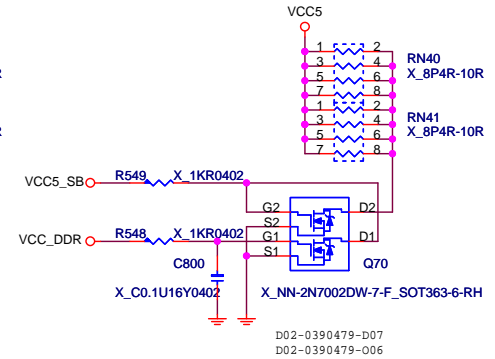 VCC5
1 2
RN40
3 4
X_8P4R-10R
5 6
7 8
1 2
RN41
3 4
X_8P4R-10R
5 6
7 8
R549 X_1KR0402
VCC5_SB
G2 D2
S2
R548 X_1KR0402
VCC_DDR
G1 D1
S1
C800
Q70
X_C0.1U16Y0402
X_NN-2N7002DW-7-F_SOT363-6-RH
D02-0390479-D07
D02-0390479-O06